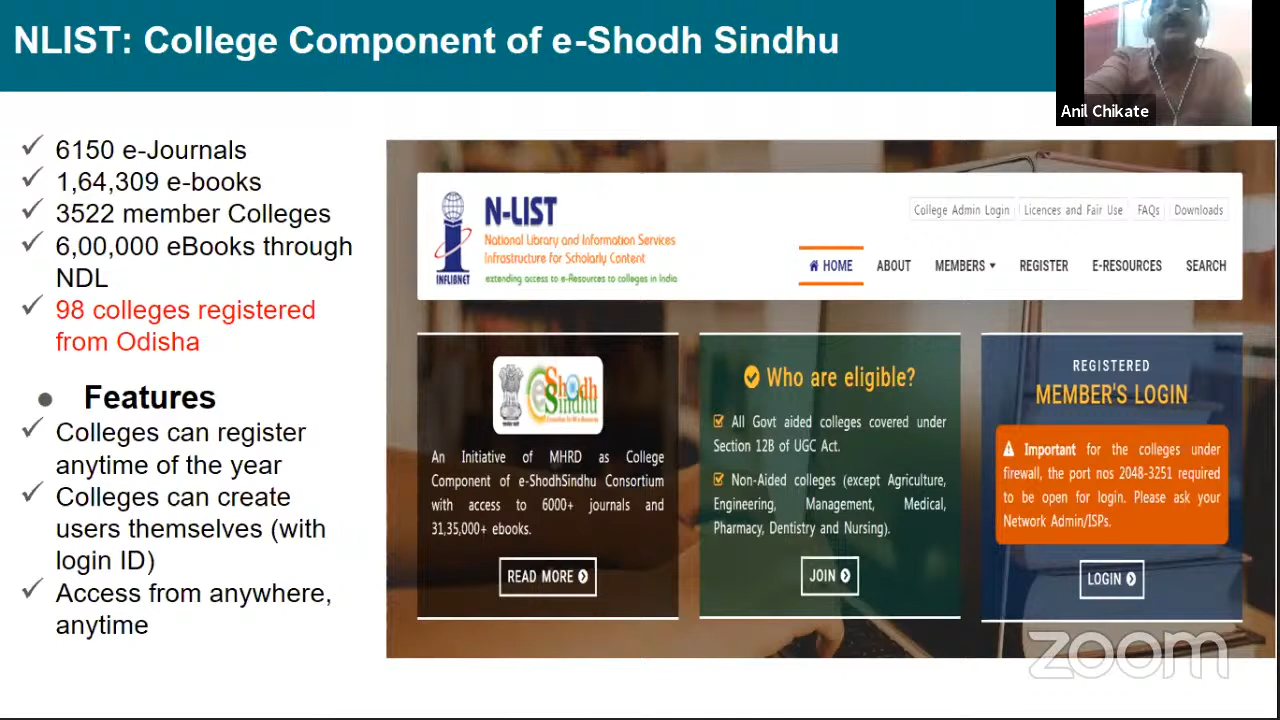 NLIST: College Component of e-Shodh Sindhu
Anil Chikate
✓ 6150 e-Journals
✓ 1,64,309 e-books
✓ 3522 member Colleges
✓ 6,00,000 eBooks through
NDL
✓ 98 colleges registered
from Odisha
● Features
✓ Colleges can register
anytime of the year
✓ Colleges can create
users themselves (with
login ID)
✓ Access from anywhere,
anytime
INFLIBNET
N-LIST
National Library and Information Services
Infrastructure for Scholarly Content
extending access to e-Resources to colleges in India
College Admin Login
Licences and Fair Use
FAQs
Downloads
HOME
ABOUT
MEMBERS
REGISTER
E-RESOURCES
SEARCH
e Shodh
Sindhu
An Initiative of MHRD as College
Component of e-ShodhSindhu Consortium
with access to 6000+ journals and
31,35,000+ ebooks.
READ MORE
Who are eligible?
All Govt aided colleges covered under
Section 12B of UGC Act.
Non-Aided colleges (except Agriculture,
Engineering, Management, Medical,
Pharmacy, Dentistry and Nursing).
JOIN
REGISTERED
MEMBER'S LOGIN
Important for the colleges under
firewall, the port nos 2048-3251 required
to be open for login. Please ask your
Network Admin/ISPs.
LOGIN
zoom